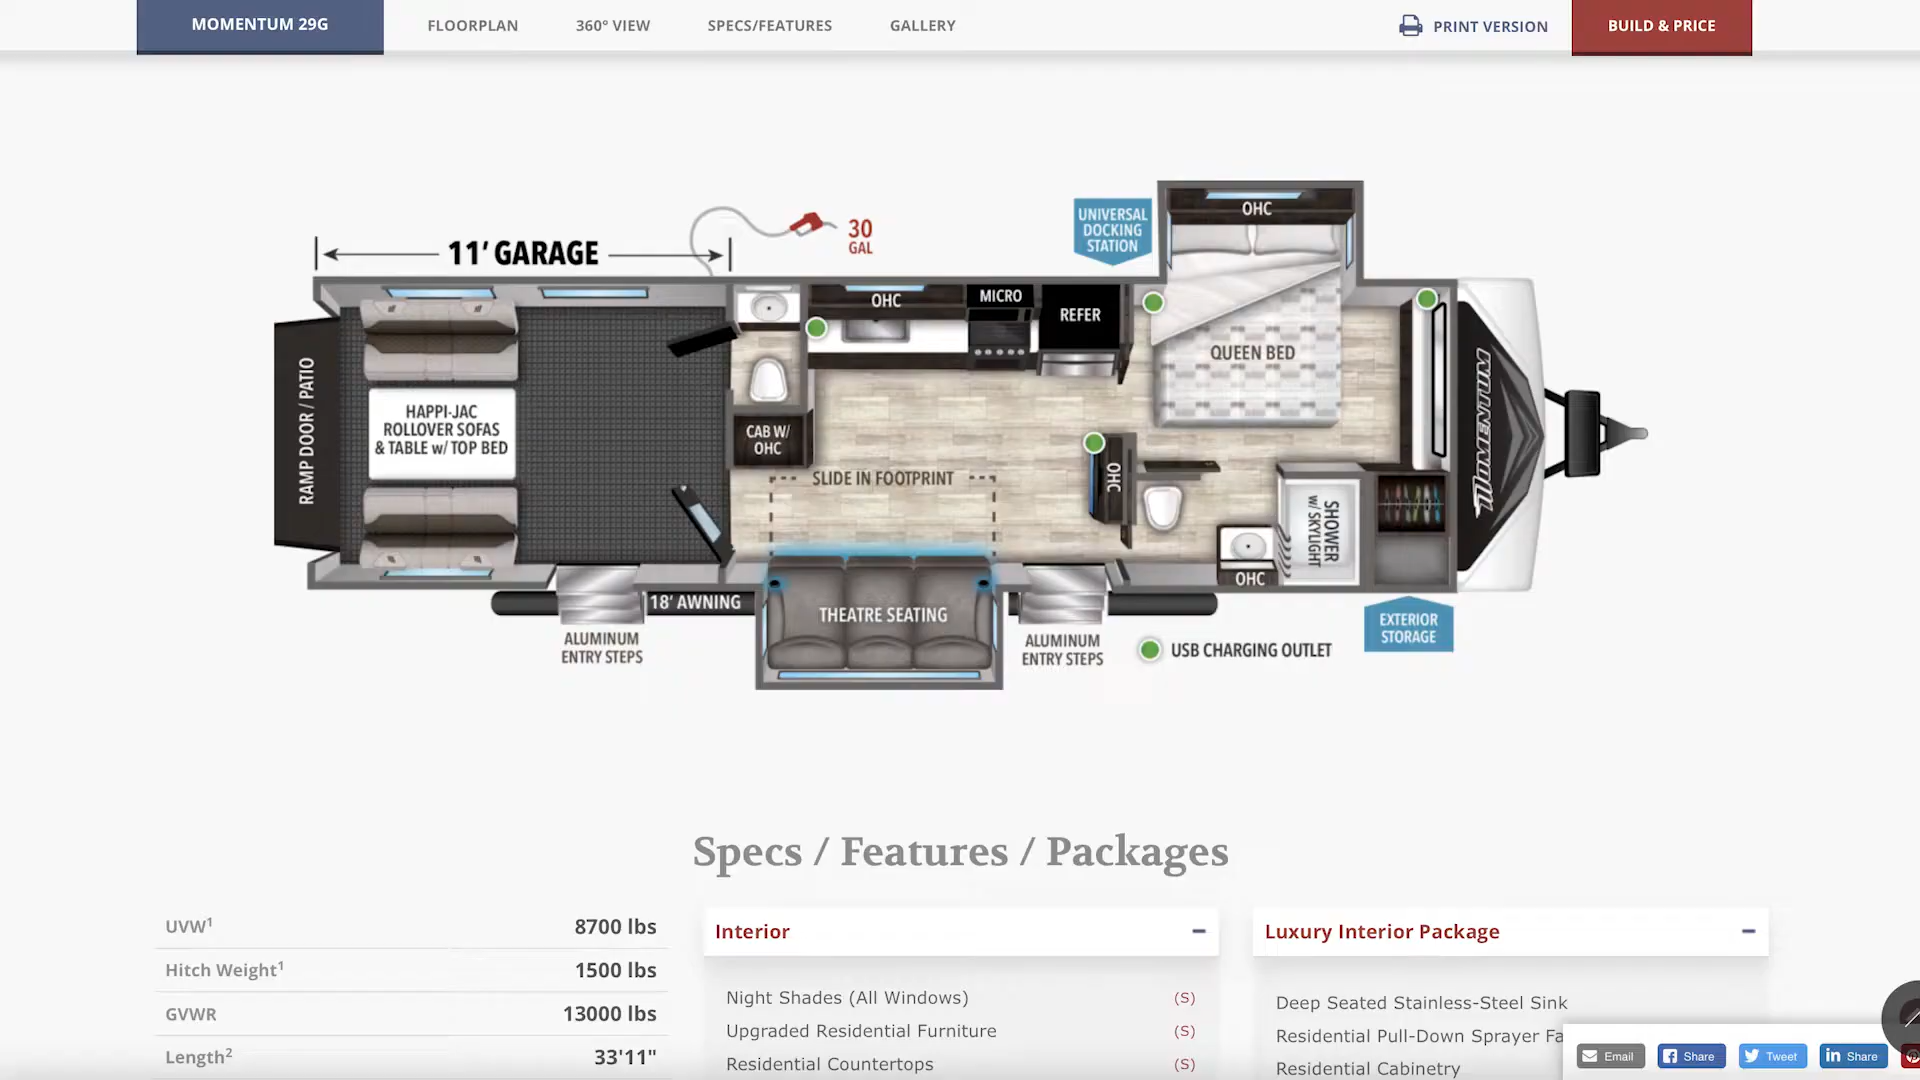 MOMENTUM 29G
FLOORPLAN
360º VIEW
SPECS/FEATURES
GALLERY
PRINT VERSION
BUILD & PRICE
11' GARAGE
30
GAL
UNIVERSAL
DOCKING
STATION
OHC
OHC
MICRO
REFER
QUEEN BED
RAMP DOOR / PATIO
HAPPI-JAC
ROLLOVER SOFAS
& TABLE w/ TOP BED
CAB W/
OHC
SLIDE IN FOOTPRINT
OHC
SHOWER
w/ SKYLIGHT
MOMENTUM
OHC
18' AWNING
THEATRE SEATING
ALUMINUM
ENTRY STEPS
ALUMINUM
ENTRY STEPS
USB CHARGING OUTLET
EXTERIOR
STORAGE
Specs / Features / Packages
UVW1 8700 lbs
Hitch Weight1 1500 lbs
GVWR 13000 lbs
Length2 33'11"
Interior
Night Shades (All Windows) (S)
Upgraded Residential Furniture (S)
Residential Countertops (S)
Luxury Interior Package
Deep Seated Stainless-Steel Sink
Residential Pull-Down Sprayer Fa
Residential Cabinetry
Email
Share
Tweet
Share